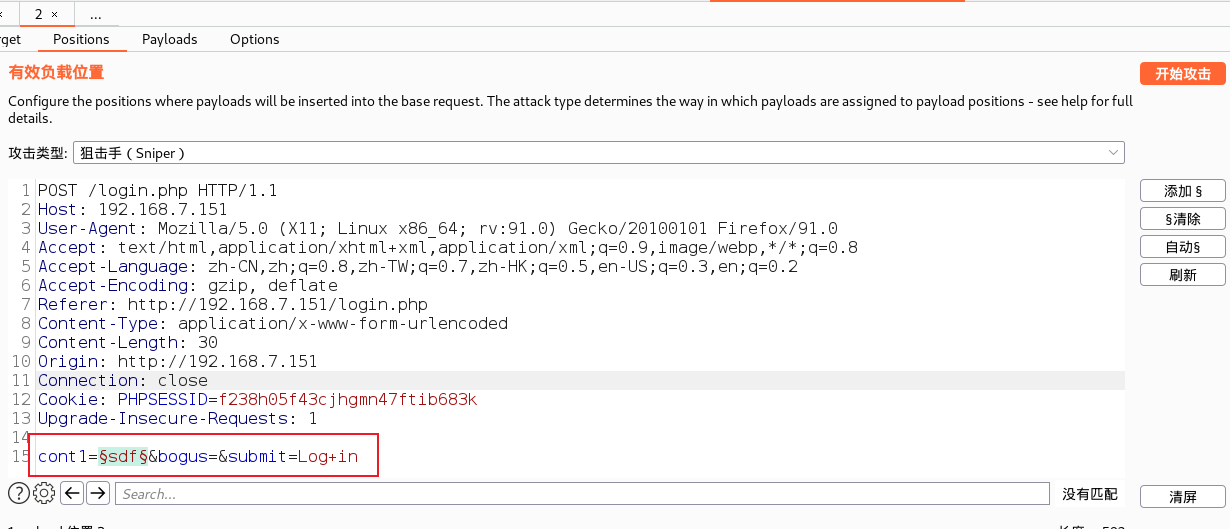 2 ×
...
rget Positions Payloads Options
有效负载位置
开始攻击
Configure the positions where payloads will be inserted into the base request. The attack type determines the way in which payloads are assigned to payload positions - see help for full
details.
攻击类型: 狙击手 ( Sniper )
1 POST /login.php HTTP/1.1
2 Host: 192.168.7.151
3 User-Agent: Mozilla/5.0 (X11; Linux x86_64; rv:91.0) Gecko/20100101 Firefox/91.0
4 Accept: text/html,application/xhtml+xml,application/xml;q=0.9,image/webp,*/*;q=0.8
5 Accept-Language: zh-CN,zh;q=0.8,zh-TW;q=0.7,zh-HK;q=0.5,en-US;q=0.3,en;q=0.2
6 Accept-Encoding: gzip, deflate
7 Referer: http://192.168.7.151/login.php
8 Content-Type: application/x-www-form-urlencoded
9 Content-Length: 30
10 Origin: http://192.168.7.151
11 Connection: close
12 Cookie: PHPSESSID=f238h05f43cjhgmn47ftib683k
13 Upgrade-Insecure-Requests: 1
14
15 cont1=§sdf§&bogus=&submit=Log+in
添加 §
§清除
自动§
刷新
? Search... 没有匹配
清屏